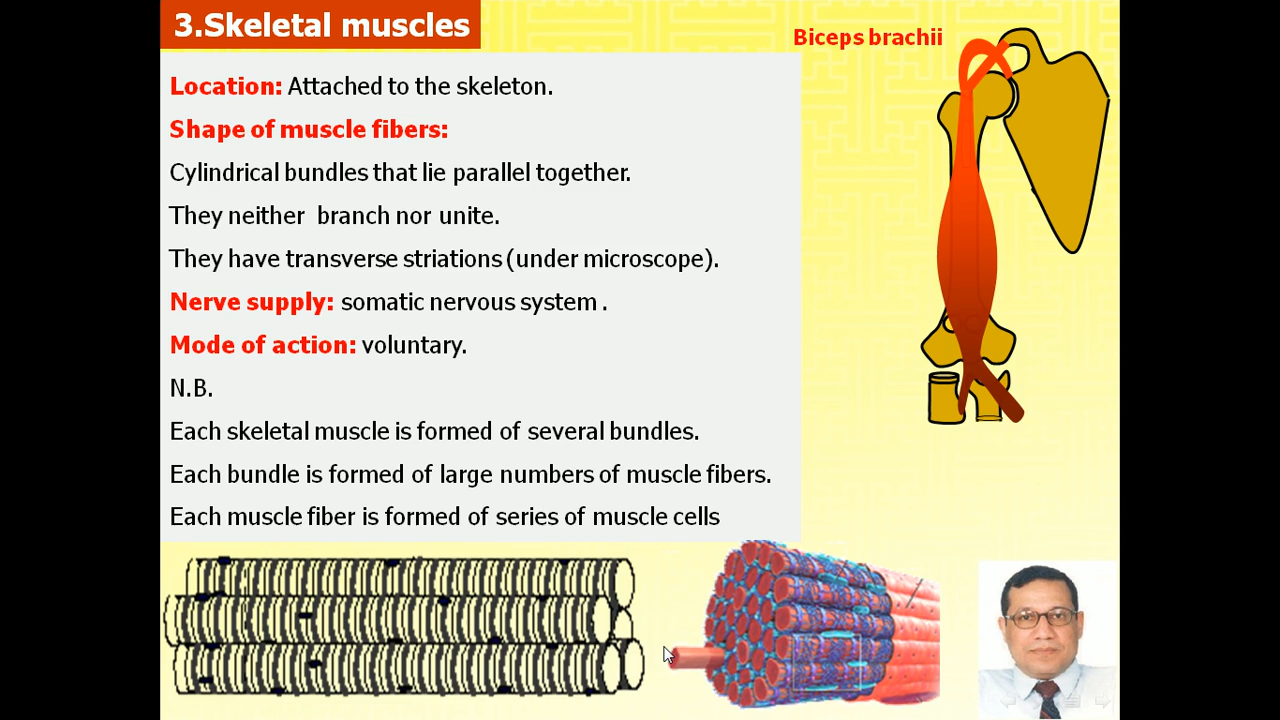 3.Skeletal muscles
Biceps brachii
Location: Attached to the skeleton.
Shape of muscle fibers:
Cylindrical bundles that lie parallel together.
They neither branch nor unite.
They have transverse striations (under microscope).
Nerve supply: somatic nervous system .
Mode of action: voluntary.
N.B.
Each skeletal muscle is formed of several bundles.
Each bundle is formed of large numbers of muscle fibers.
Each muscle fiber is formed of series of muscle cells